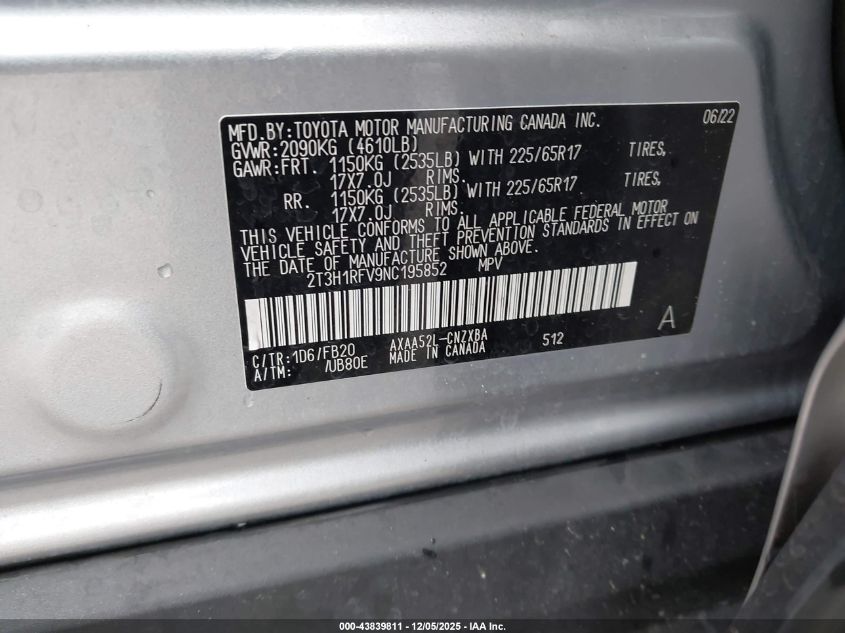 MFD.BY:TOYOTA MOTOR MANUFACTURING CANADA INC. 06/22
GVWR:2090KG (4610LB)
GAWR:FRT. 1150KG (2535LB) WITH 225/65R17 TIRES,
17X7.0J RIMS.
RR. 1150KG (2535LB) WITH 225/65R17 TIRES,
17X7.0J RIMS.
THIS VEHICLE CONFORMS TO ALL APPLICABLE FEDERAL MOTOR
VEHICLE SAFETY AND THEFT PREVENTION STANDARDS IN EFFECT ON
THE DATE OF MANUFACTURE SHOWN ABOVE.
2T3H1RFV9NC195852 MPV
A
C/TR:1D6/FB20 AXAA52L-CNZXBA 512
A/TM: /UB80E MADE IN CANADA
000-43839811 - 12/05/2025 - IAA Inc.